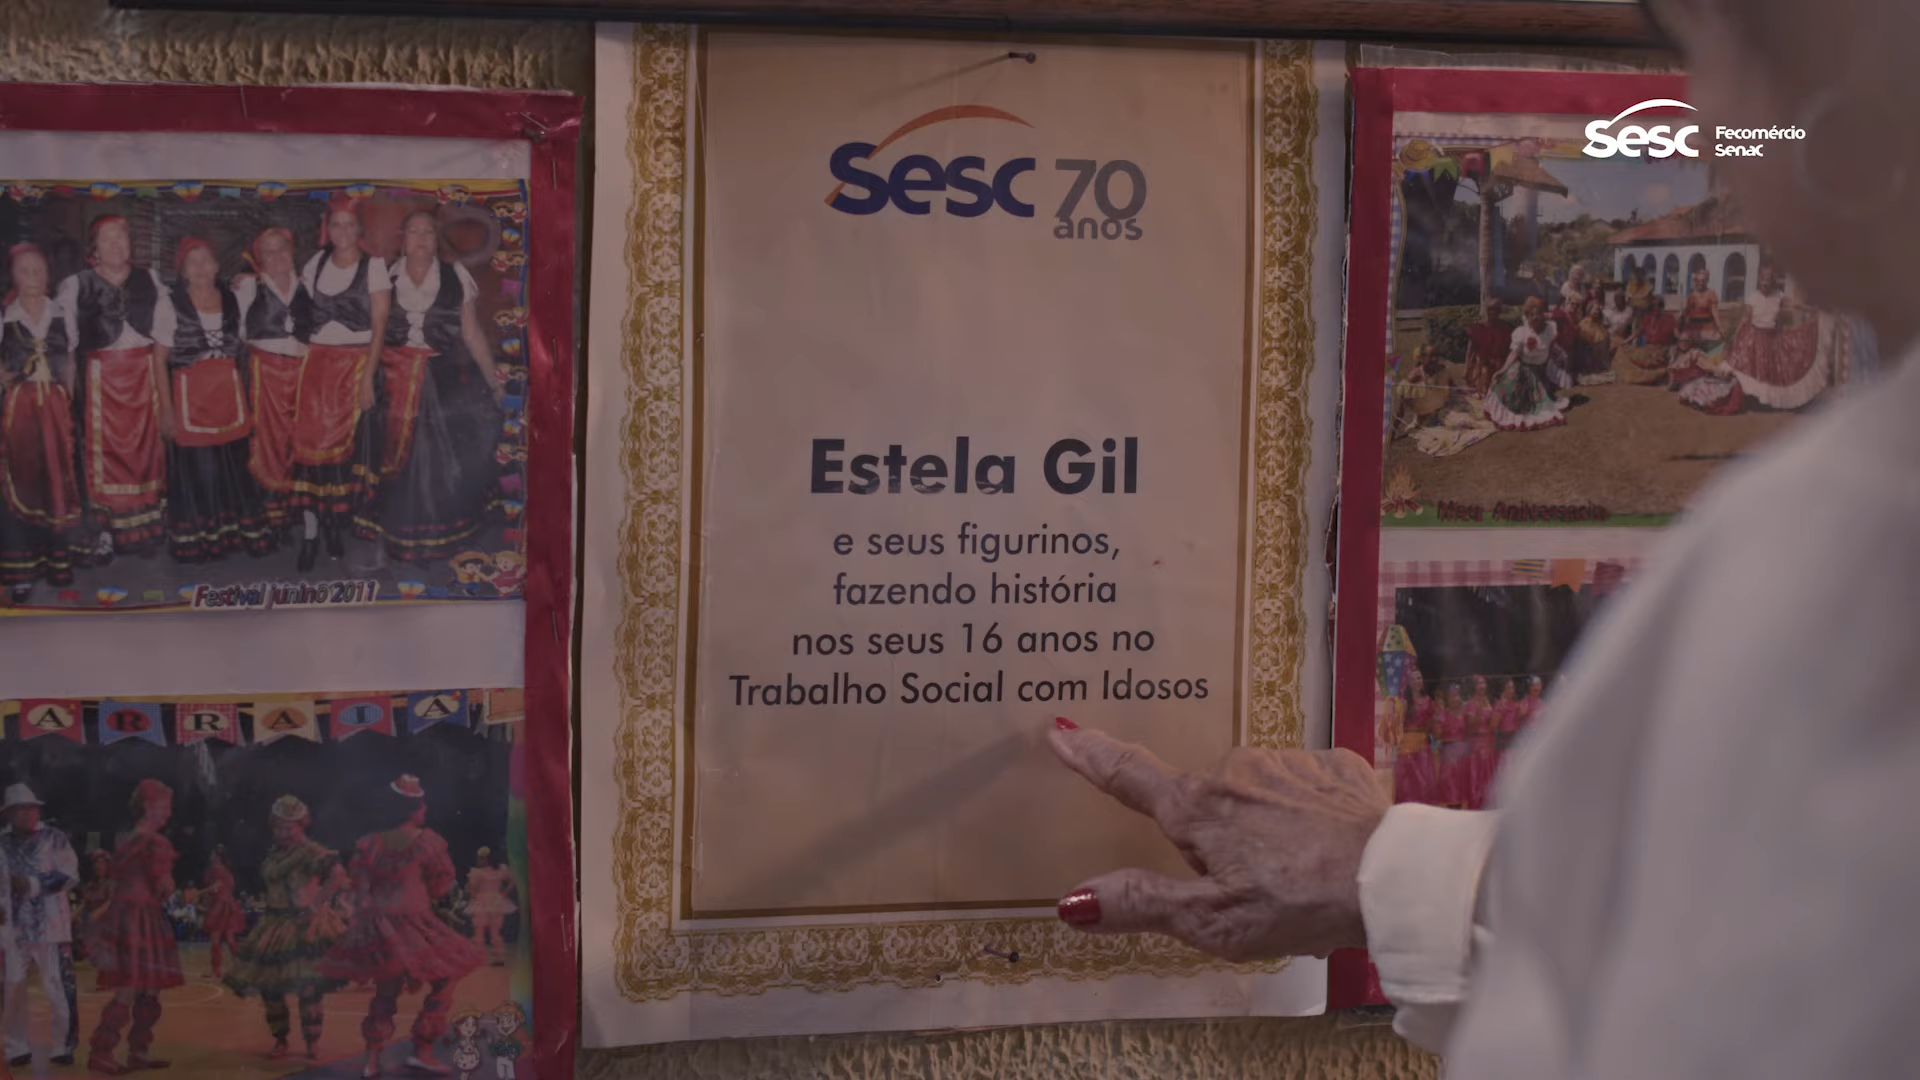 Sesc 70
anos
Sesc Fecomércio
Senac
Estela Gil
e seus figurinos,
fazendo história
nos seus 16 anos no
Trabalho Social com Idosos
Meu Aniversario
Festival Junino 2011
ARRAIA